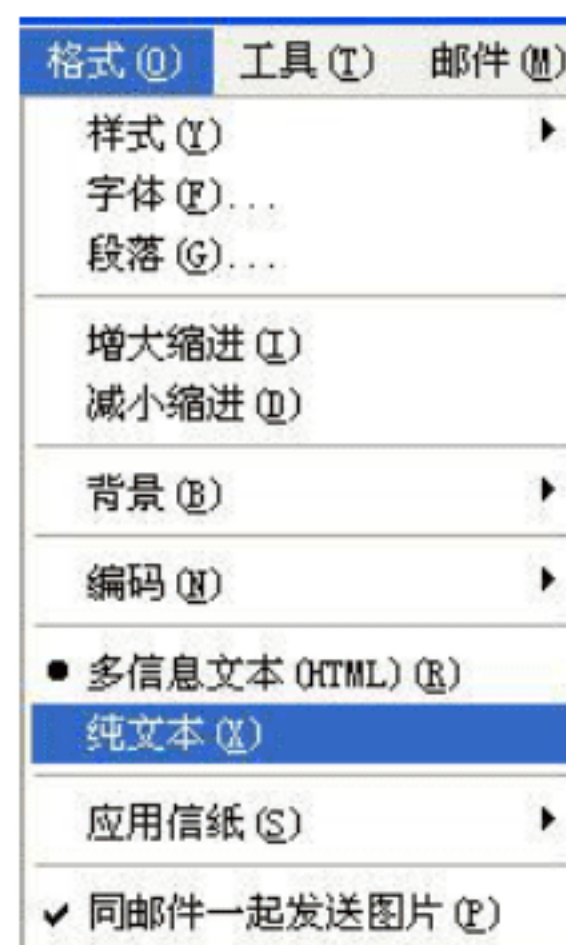 格式(O) 工具(T) 邮件(M)
样式(Y)
字体(F)...
段落(G)...
增大缩进(I)
减小缩进(D)
背景(B)
编码(N)
多信息文本(HTML)(R)
纯文本(X)
应用信纸(S)
同邮件一起发送图片(P)